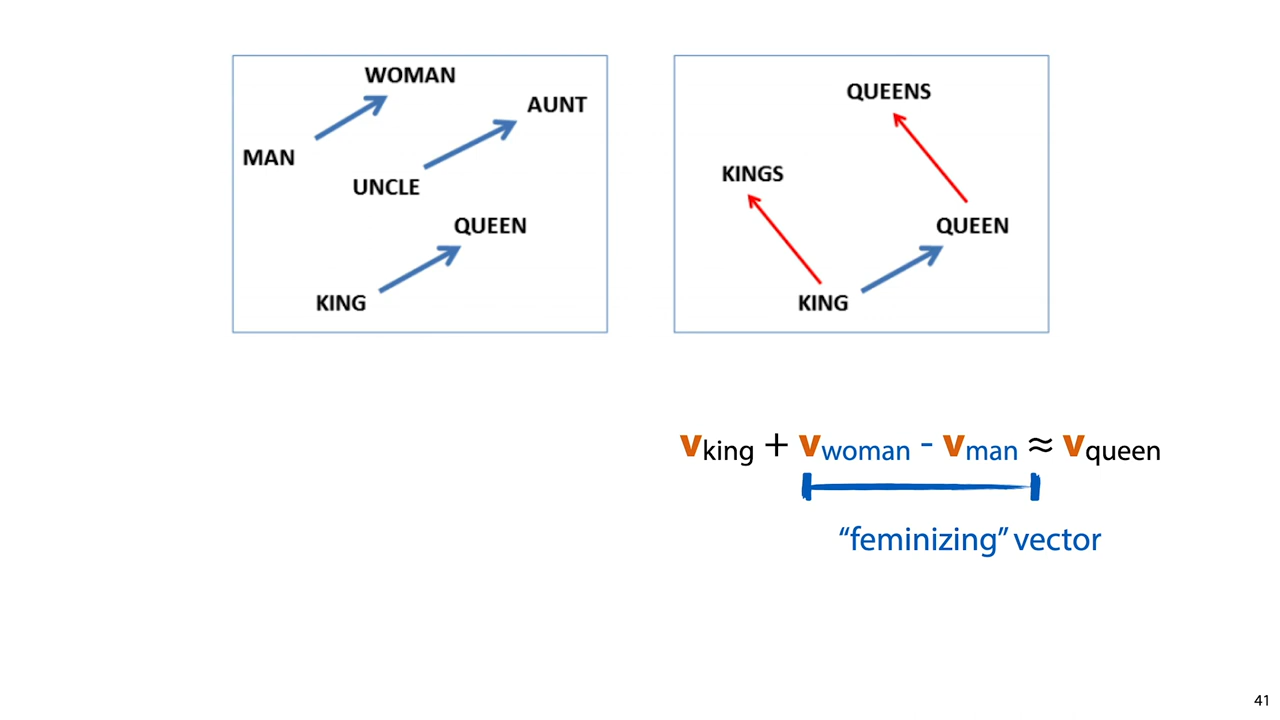 WOMAN
AUNT
MAN
UNCLE
QUEEN
KING
QUEENS
KINGS
QUEEN
KING
vking + vwoman - vman ≈ vqueen
“feminizing” vector
41